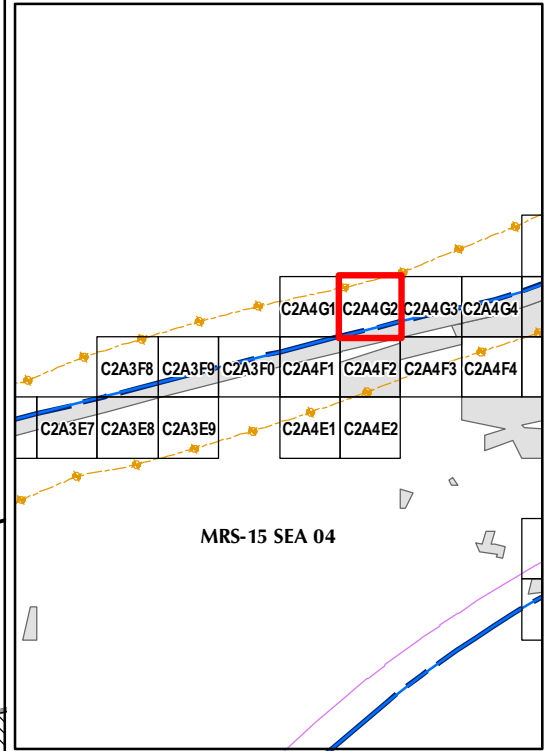 C2A4G1 C2A4G2 C2A4G3 C2A4G4
C2A3F8 C2A3F9 C2A3F0 C2A4F1 C2A4F2 C2A4F3 C2A4F4
C2A3E7 C2A3E8 C2A3E9 C2A4E1 C2A4E2
MRS-15 SEA 04